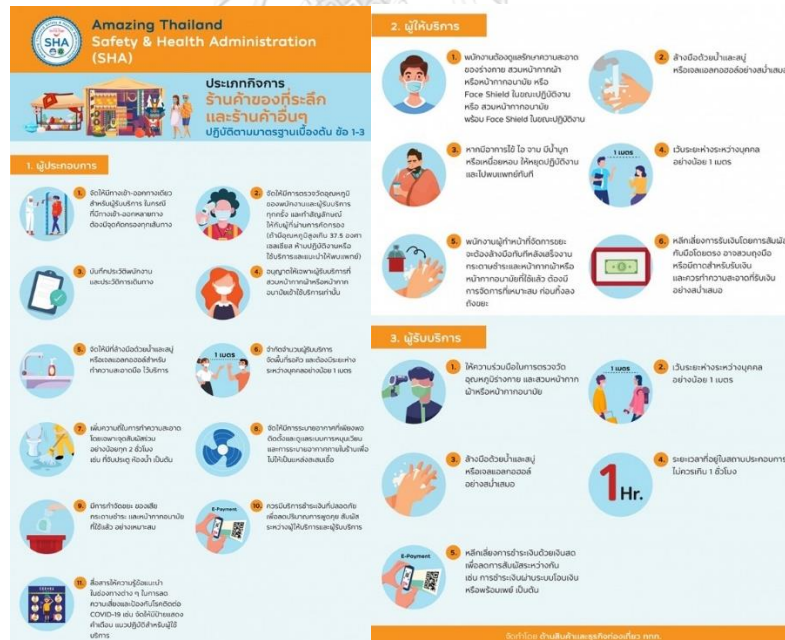 Amazing Thailand
Safety & Health Administration
(SHA)
SHA
ประเภทกิจการ
ร้านค้าของที่ระลึก
และร้านค้าอื่นๆ
ปฏิบัติตามมาตรฐานเบื้องต้น ข้อ 1-3
1. ผู้ประกอบการ
1. จัดให้มีทางเข้า-ออกทางเดียว
สำหรับผู้รับบริการ ในกรณี
ที่มีทางเข้า-ออกหลายทาง
ต้องมีจุดคัดกรองทุกเส้นทาง
2. จัดให้มีการตรวจวัดอุณหภูมิ
ของพนักงานและผู้รับบริการ
ทุกครั้ง และทำสัญลักษณ์
ให้กับผู้ที่ผ่านการคัดกรอง
(ถ้ามีอุณหภูมิสูงเกิน 37.5 องศา
เซลเซียส ห้ามปฏิบัติงานหรือ
ใช้บริการและแนะนำให้พบแพทย์)
3. บันทึกประวัติพนักงาน
และประวัติการเดินทาง
4. อนุญาตให้เฉพาะผู้รับบริการที่
สวมหน้ากากผ้าหรือหน้ากาก
อนามัยเข้าใช้บริการเท่านั้น
5. จัดให้มีที่ล้างมือด้วยน้ำและสบู่
หรือเจลแอลกอฮอล์สำหรับ
ทำความสะอาดมือ ไว้บริการ
1 เมตร
6. จำกัดจำนวนผู้รับบริการ
จัดพื้นที่รอคิว และต้องมีระยะห่าง
ระหว่างบุคคลอย่างน้อย 1 เมตร
7. เพิ่มความถี่ในการทำความสะอาด
โดยเฉพาะจุดสัมผัสร่วม
อย่างน้อยทุก 2 ชั่วโมง
เช่น ที่จับประตู ห้องน้ำ เป็นต้น
8. จัดให้มีการระบายอากาศที่เพียงพอ
ติดตั้งและดูแลระบบการหมุนเวียน
และการระบายอากาศภายในร้านเพื่อ
ไม่ให้เป็นแหล่งสะสมเชื้อ
9. มีการกำจัดขยะ ของเสีย
กระดาษชำระ และหน้ากากอนามัย
ที่ใช้แล้ว อย่างเหมาะสม
E-Payment
10. ควรมีบริการชำระเงินที่ปลอดภัย
เพื่อลดปริมาณการพูดคุย สัมผัส
ระหว่างผู้ให้บริการและผู้รับบริการ
11. สื่อสารให้ความรู้ข้อแนะนำ
ในช่องทางต่าง ๆ ในการลด
ความเสี่ยงและป้องกันโรคติดต่อ
COVID-19 เช่น จัดให้มีป้ายแสดง
คำเตือน แนวปฏิบัติสำหรับผู้ใช้
บริการ
2. ผู้ให้บริการ
1. พนักงานต้องดูแลรักษาความสะอาด
ของร่างกาย สวมหน้ากากผ้า
หรือหน้ากากอนามัย หรือ
Face Shield ในขณะปฏิบัติงาน
หรือ สวมหน้ากากอนามัย
พร้อม Face Shield ในขณะปฏิบัติงาน
2. ล้างมือด้วยน้ำและสบู่
หรือเจลแอลกอฮอล์อย่างสม่ำเสมอ
3. หากมีอาการไข้ ไอ จาม มีน้ำมูก
หรือเหนื่อยหอบ ให้หยุดปฏิบัติงาน
และไปพบแพทย์ทันที
1 เมตร
4. เว้นระยะห่างระหว่างบุคคล
อย่างน้อย 1 เมตร
5. พนักงานผู้ทำหน้าที่จัดการขยะ
จะต้องล้างมือทันทีหลังเสร็จงาน
กระดาษชำระและหน้ากากผ้าหรือ
หน้ากากอนามัยที่ใช้แล้ว ต้องมี
การจัดการที่เหมาะสม ก่อนทิ้งลง
ถังขยะ
6. หลีกเลี่ยงการรับเงินโดยการสัมผัส
กับมือโดยตรง อาจสวมถุงมือ
หรือมีถาดสำหรับรับเงิน
และควรทำความสะอาดที่รับเงิน
อย่างสม่ำเสมอ
3. ผู้รับบริการ
1. ให้ความร่วมมือในการตรวจวัด
อุณหภูมิร่างกาย และสวมหน้ากาก
ผ้าหรือหน้ากากอนามัย
1 เมตร
2. เว้นระยะห่างระหว่างบุคคล
อย่างน้อย 1 เมตร
3. ล้างมือด้วยน้ำและสบู่
หรือเจลแอลกอฮอล์
อย่างสม่ำเสมอ
1 Hr.
4. ระยะเวลาที่อยู่ในสถานประกอบการ
ไม่ควรเกิน 1 ชั่วโมง
E-Payment
5. หลีกเลี่ยงการชำระเงินด้วยเงินสด
เพื่อลดการสัมผัสระหว่างกัน
เช่น การชำระเงินผ่านระบบโอนเงิน
หรือพร้อมเพย์ เป็นต้น
จัดทำโดย ด้านสินค้าและธุรกิจท่องเที่ยว ททท.